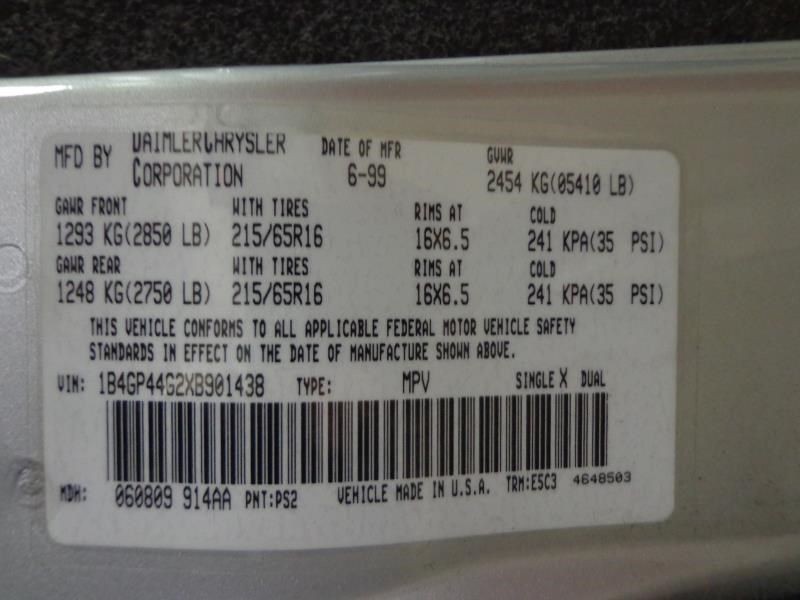 MFD BY DAIMLERCHRYSLER CORPORATION DATE OF MFR 6-99 GVWR 2454 KG(05410 LB)
GAWR FRONT WITH TIRES RIMS AT COLD
1293 KG(2850 LB) 215/65R16 16X6.5 241 KPA(35 PSI)
GAWR REAR WITH TIRES RIMS AT COLD
1248 KG(2750 LB) 215/65R16 16X6.5 241 KPA(35 PSI)
THIS VEHICLE CONFORMS TO ALL APPLICABLE FEDERAL MOTOR VEHICLE SAFETY
STANDARDS IN EFFECT ON THE DATE OF MANUFACTURE SHOWN ABOVE.
VIN: 1B4GP44G2XB901438 TYPE: MPV SINGLE X DUAL
MDH: 060809 914AA PNT:PS2 VEHICLE MADE IN U.S.A. TRM:E5C3 4648503